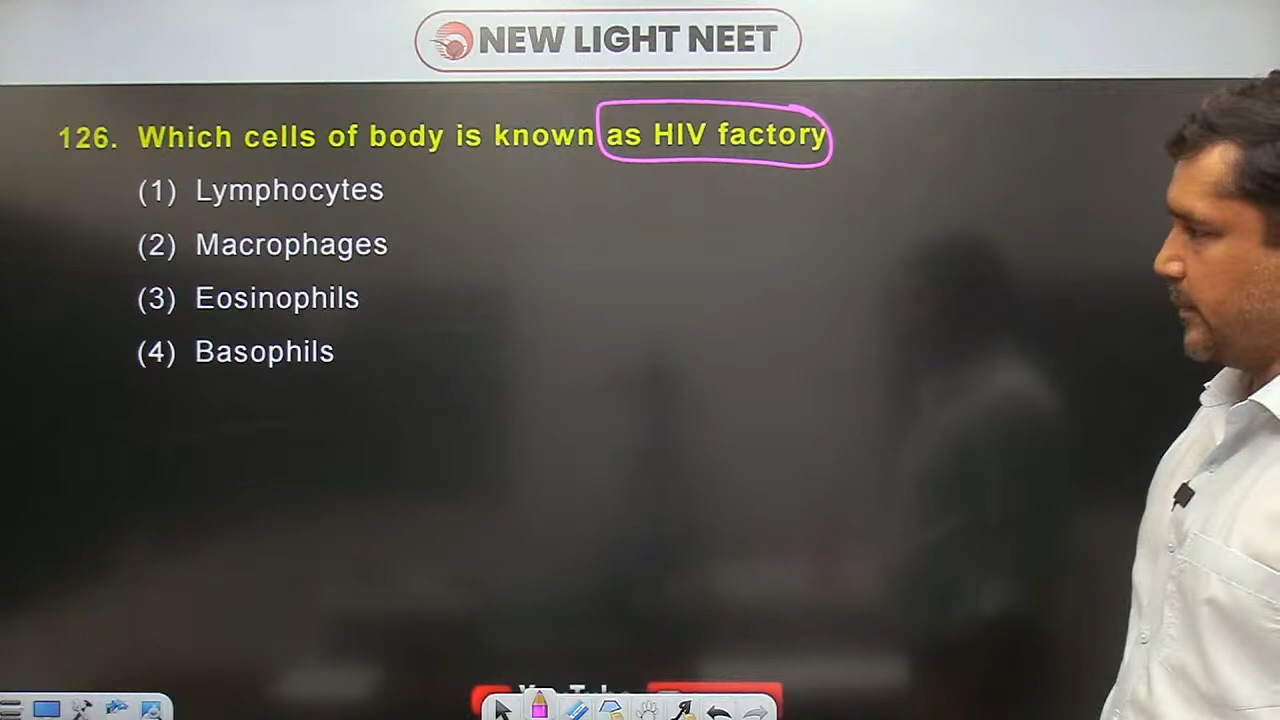 NEW LIGHT NEET
126. Which cells of body is known as HIV factory
(1) Lymphocytes
(2) Macrophages
(3) Eosinophils
(4) Basophils